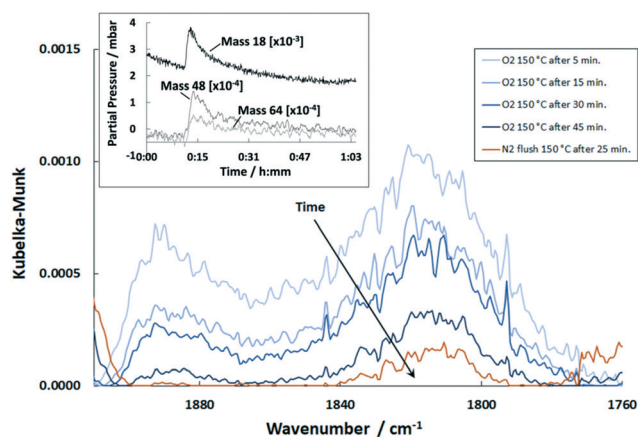 0.0015
0.0010
0.0005
0.0000
Kubelka-Munk
1880
1840
1800
1760
Wavenumber / cm⁻¹
Time
Partial Pressure / mbar
4
3
2
1
0
-1
0:00
0:15
0:31
0:47
1:03
Time / h:mm
Mass 18 [x10⁻³]
Mass 48 [x10⁻⁴]
Mass 64 [x10⁻⁴]
O2 150 °C after 5 min.
O2 150 °C after 15 min.
O2 150 °C after 30 min.
O2 150 °C after 45 min.
N2 flush 150 °C after 25 min.